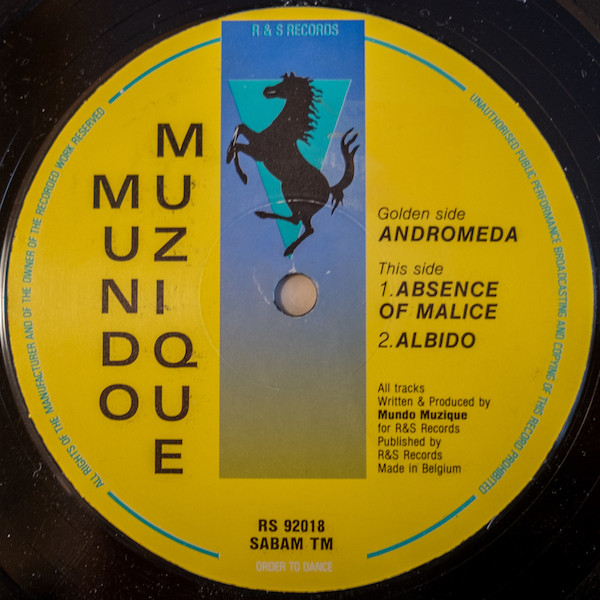 R & S RECORDS
MUNDO
MUZIQUE
Golden side
ANDROMEDA
This side
1.ABSENCE
OF MALICE
2.ALBIDO
All tracks
Written & Produced by
Mundo Muzique
for R&S Records
Published by
R&S Records
Made in Belgium
RS 92018
SABAM TM
ORDER TO DANCE
ALL RIGHTS OF THE MANUFACTURER AND OF THE OWNER OF THE RECORDED WORK RESERVED
UNAUTHORISED PUBLIC PERFORMANCE BROADCASTING AND COPYING OF THIS RECORD PROHIBITED